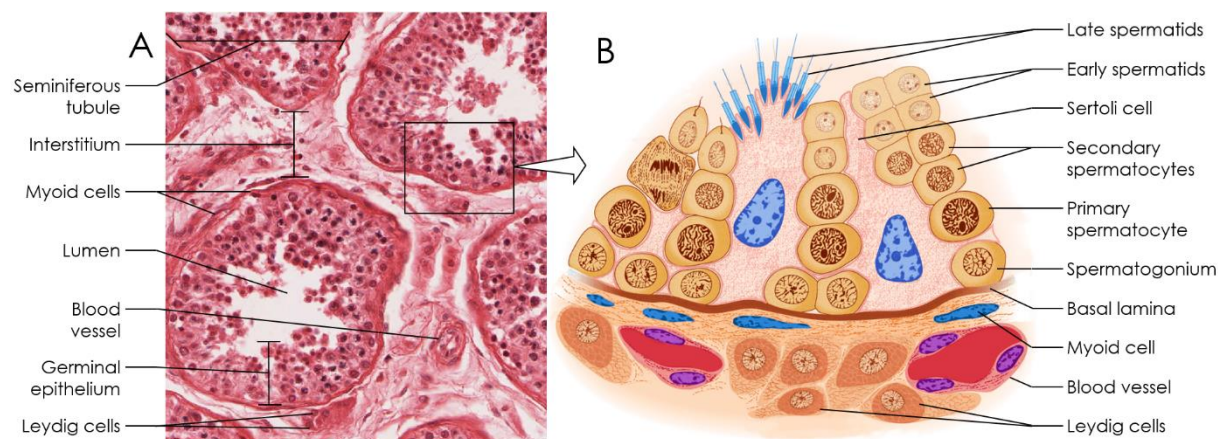 A
Seminiferous
tubule
Interstitium
Myoid cells
Lumen
Blood
vessel
Germinal
epithelium
Leydig cells
B
Late spermatids
Early spermatids
Sertoli cell
Secondary
spermatocytes
Primary
spermatocyte
Spermatogonium
Basal lamina
Myoid cell
Blood vessel
Leydig cells